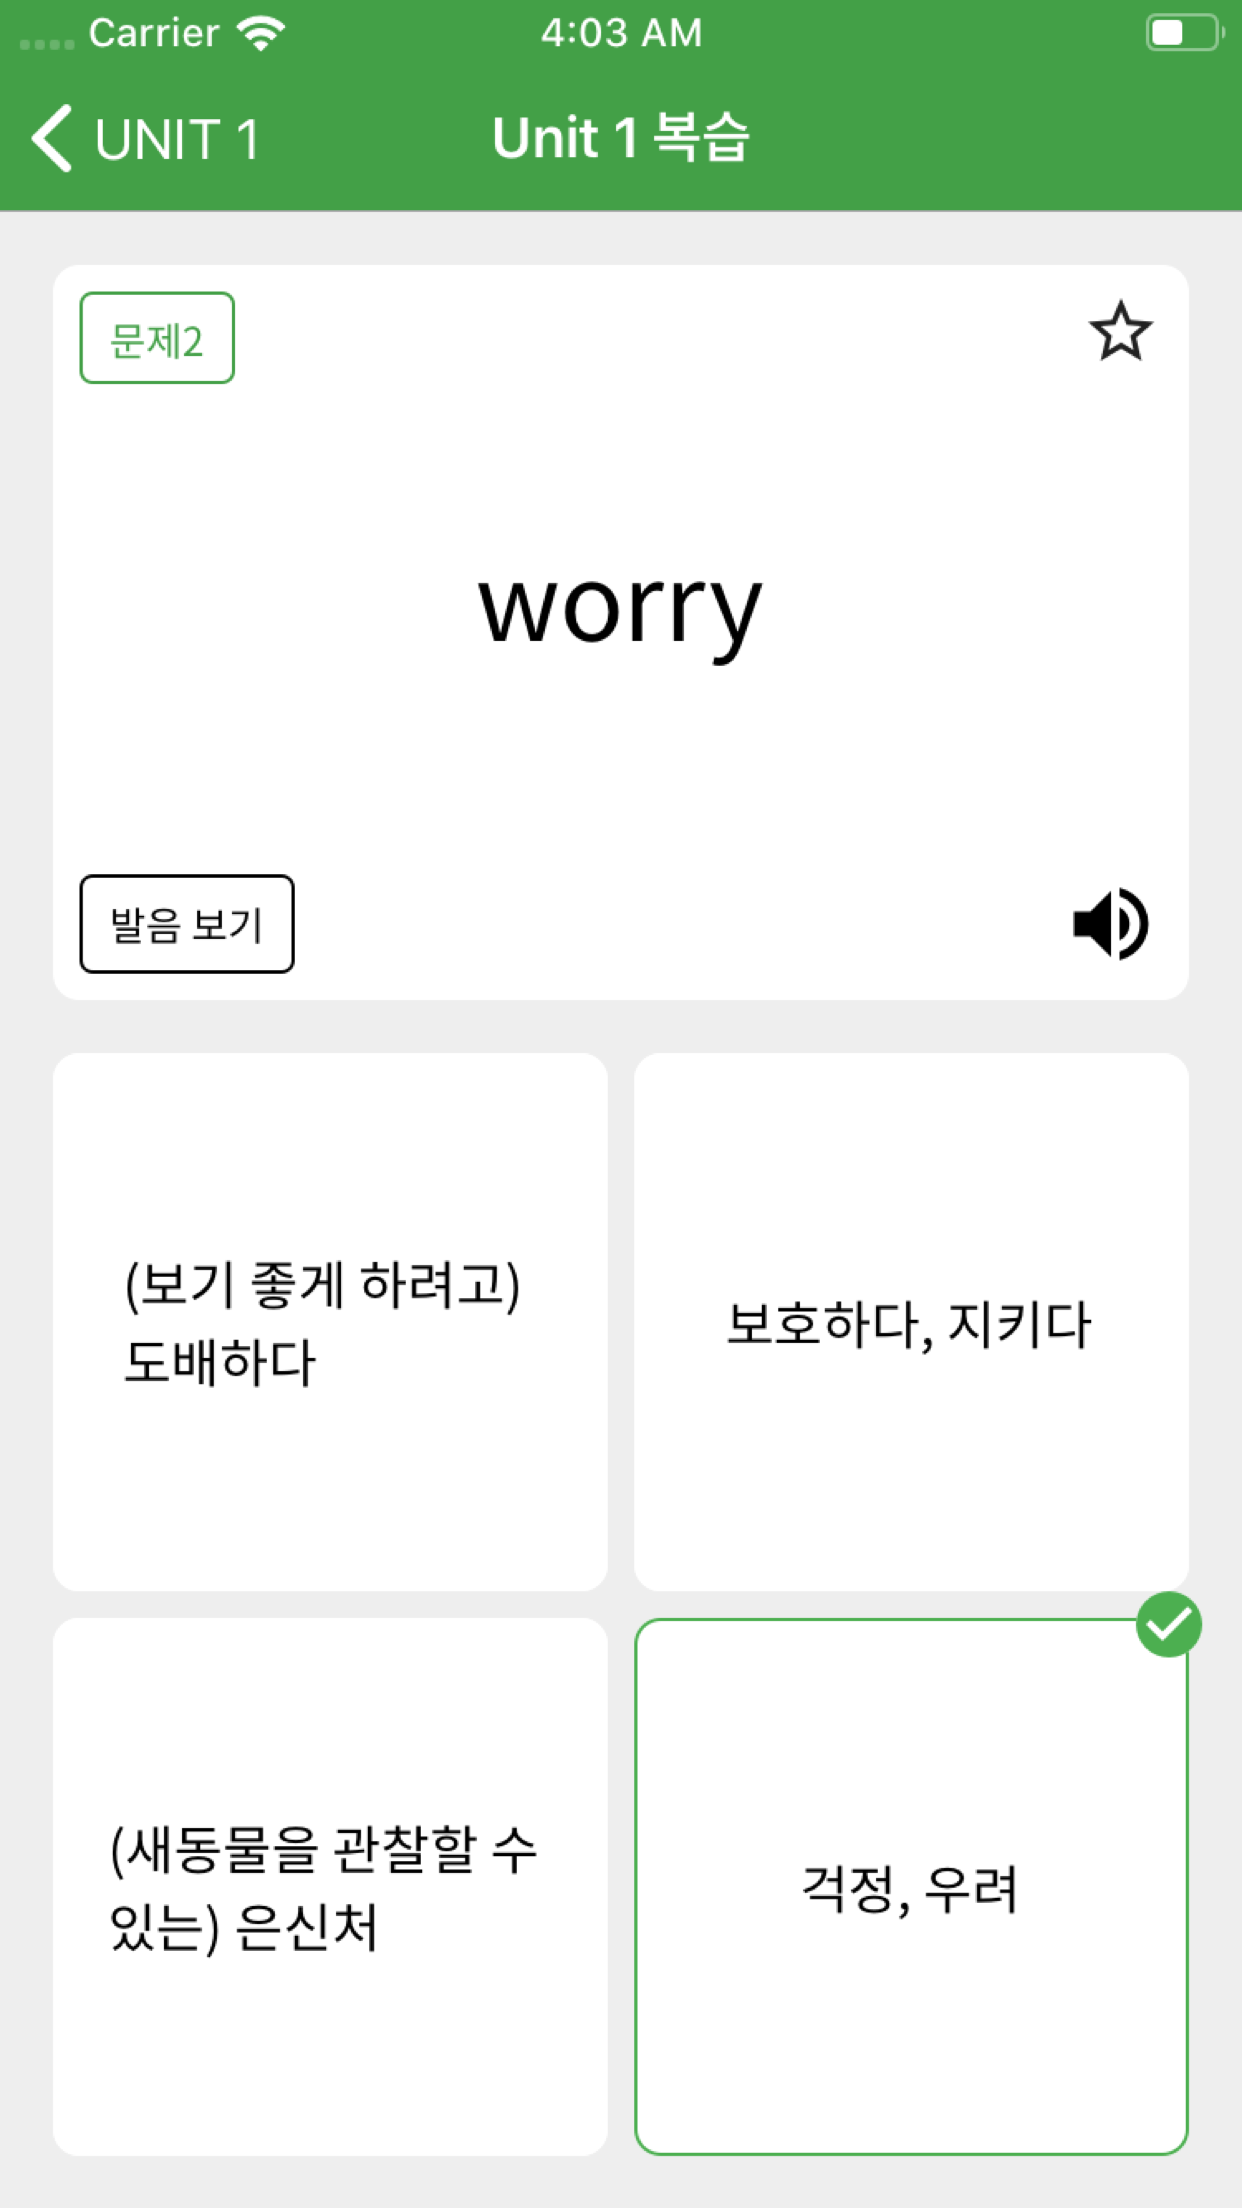 Carrier
4:03 AM
UNIT 1
Unit 1 복습
문제2
worry
발음 보기
(보기 좋게 하려고)
도배하다
보호하다, 지키다
(새동물을 관찰할 수
있는) 은신처
걱정, 우려